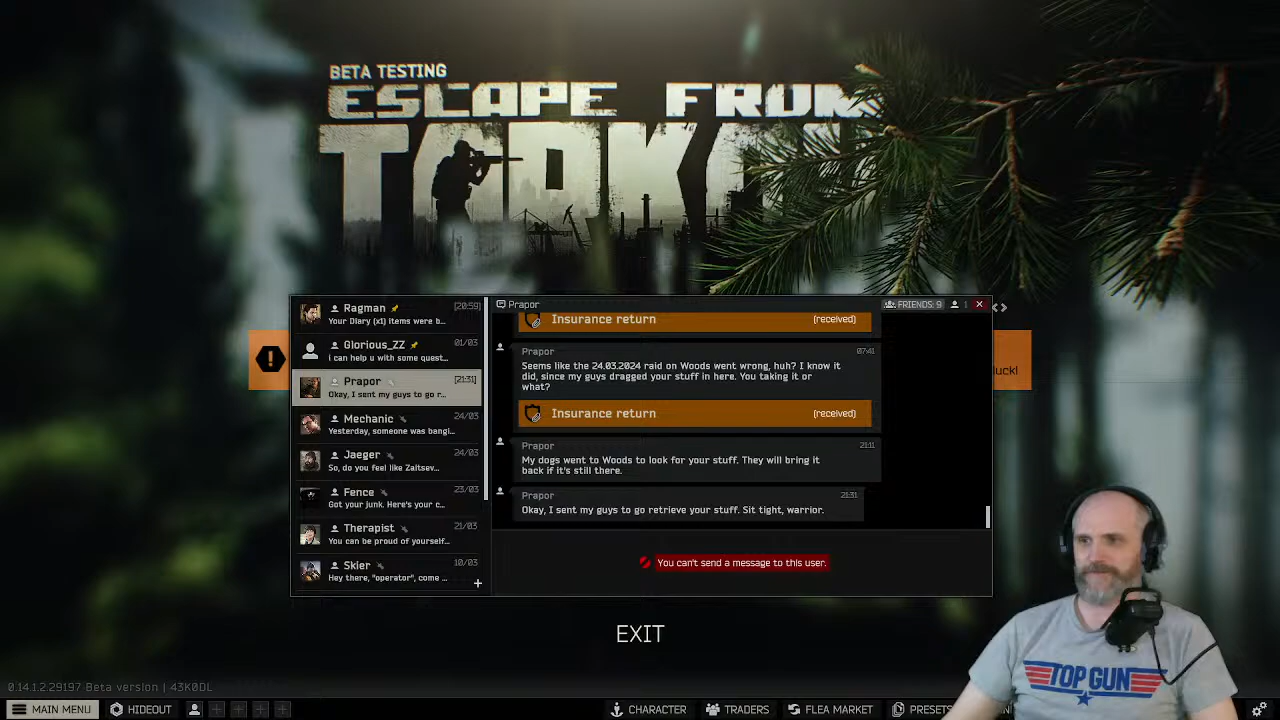 BETA TESTING
ESCAPE FROM
Ragman
[20:59]
Your Diary (x1) items were b...
Glorious_ZZ
01/03
i can help u with some quest...
Prapor
[21:31]
Okay, I sent my guys to go r...
Mechanic
24/03
Yesterday, someone was bangi...
Jaeger
24/03
So, do you feel like Zaitsev...
Fence
23/03
Got your junk. Here's your c...
Therapist
21/03
You can be proud of yourself...
Skier
10/03
Hey there, "operator", come ...
+
Prapor
FRIENDS: 9
1
Insurance return
(received)
Prapor
07:41
Seems like the 24.03.2024 raid on Woods went wrong, huh? I know it
did, since my guys dragged your stuff in here. You taking it or
what?
Insurance return
(received)
Prapor
21:11
My dogs went to Woods to look for your stuff. They will bring it
back if it's still there.
Prapor
21:31
Okay, I sent my guys to go retrieve your stuff. Sit tight, warrior.
You can't send a message to this user.
luck!
EXIT
TOP GUN
0.14.1.2.29197 Beta version | 43K0DL
MAIN MENU
HIDEOUT
CHARACTER
TRADERS
FLEA MARKET
PRESETS